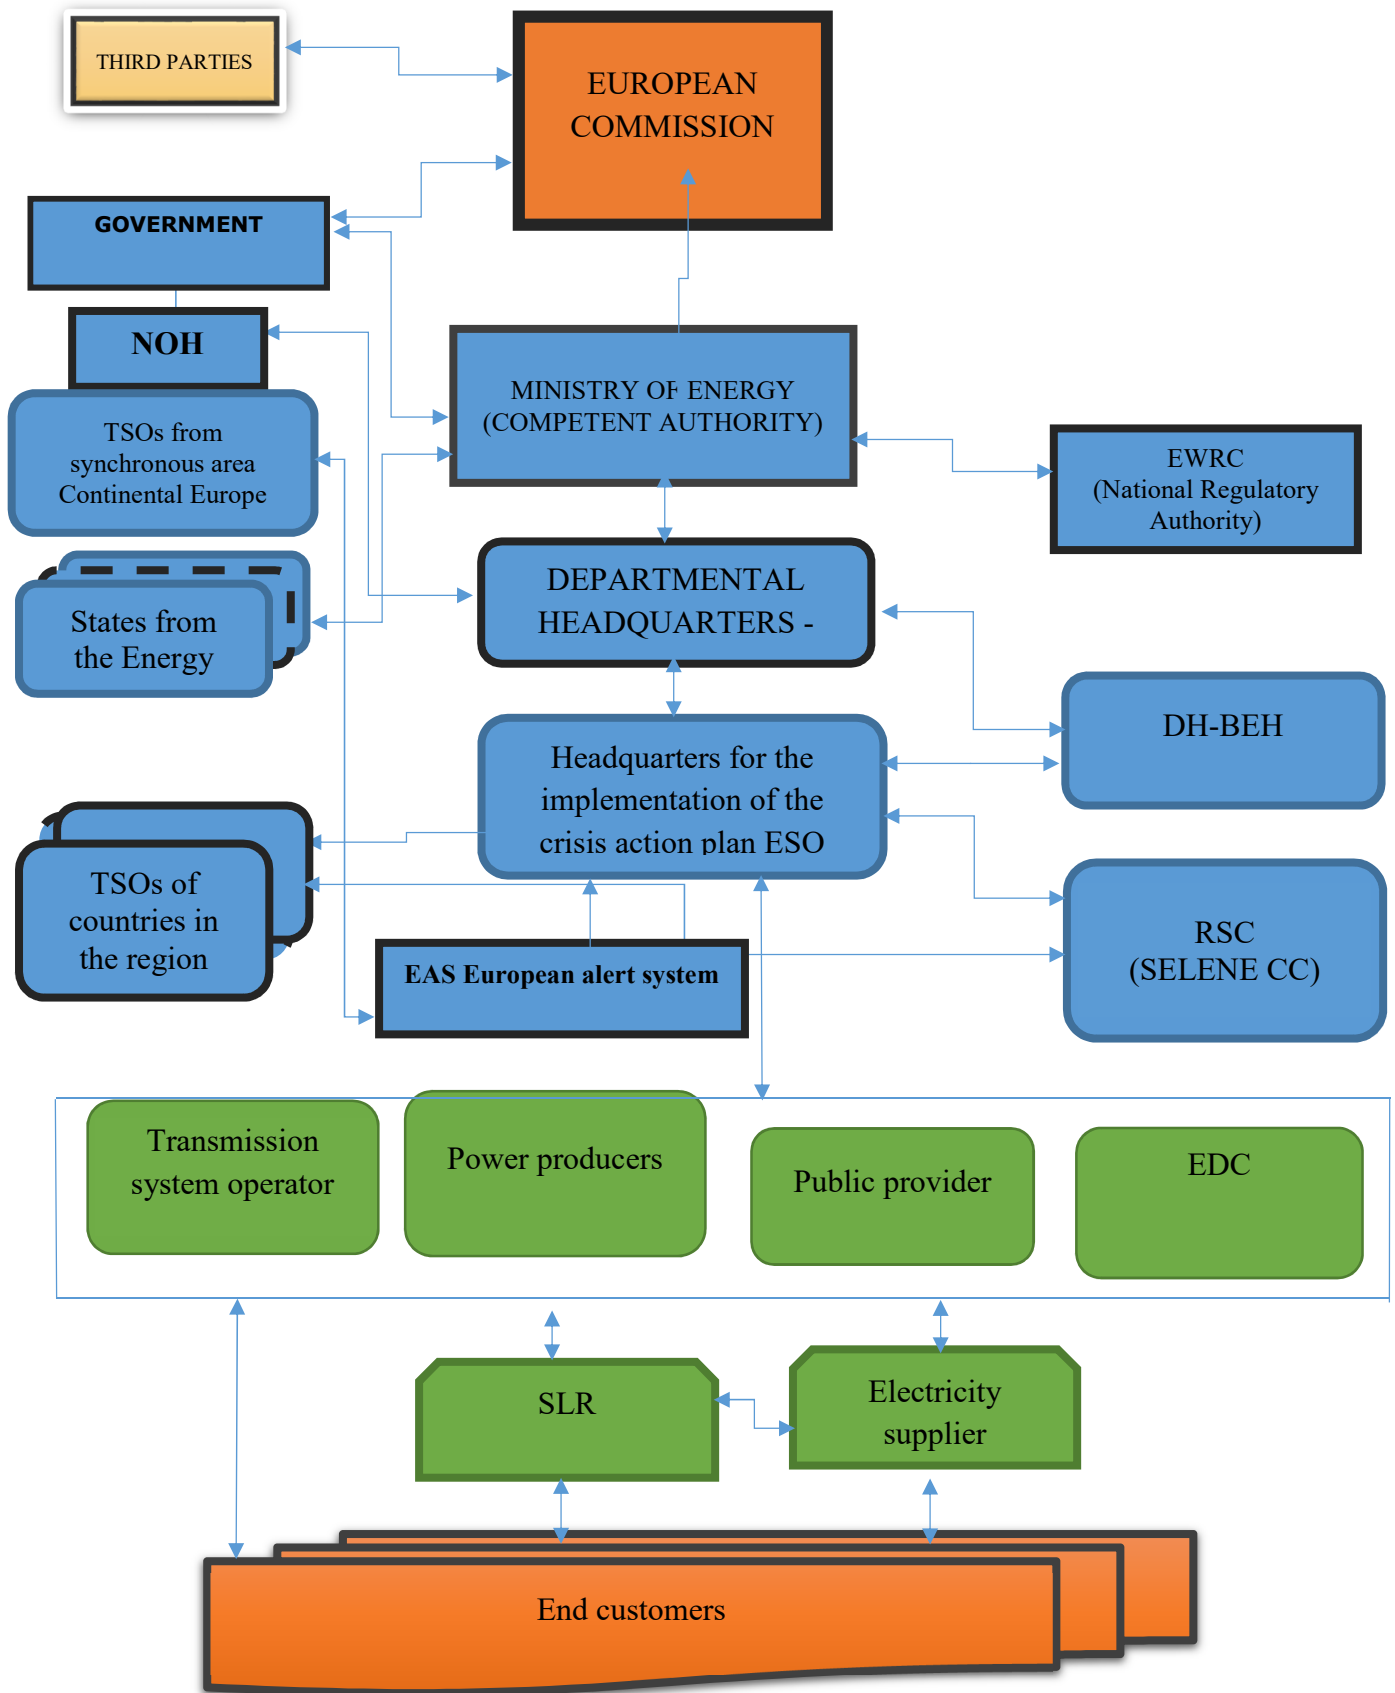 THIRD PARTIES
EUROPEAN
COMMISSION
GOVERNMENT
NOH
MINISTRY OF ENERGY
(COMPETENT AUTHORITY)
TSOs from
synchronous area
Continental Europe
EWRC
(National Regulatory
Authority)
DEPARTMENTAL
HEADQUARTERS -
States from
the Energy
DH-BEH
Headquarters for the
implementation of the
crisis action plan ESO
TSOs of
countries in
the region
RSC
(SELENE CC)
EAS European alert system
Transmission
system operator
Power producers
Public provider
EDC
SLR
Electricity
supplier
End customers